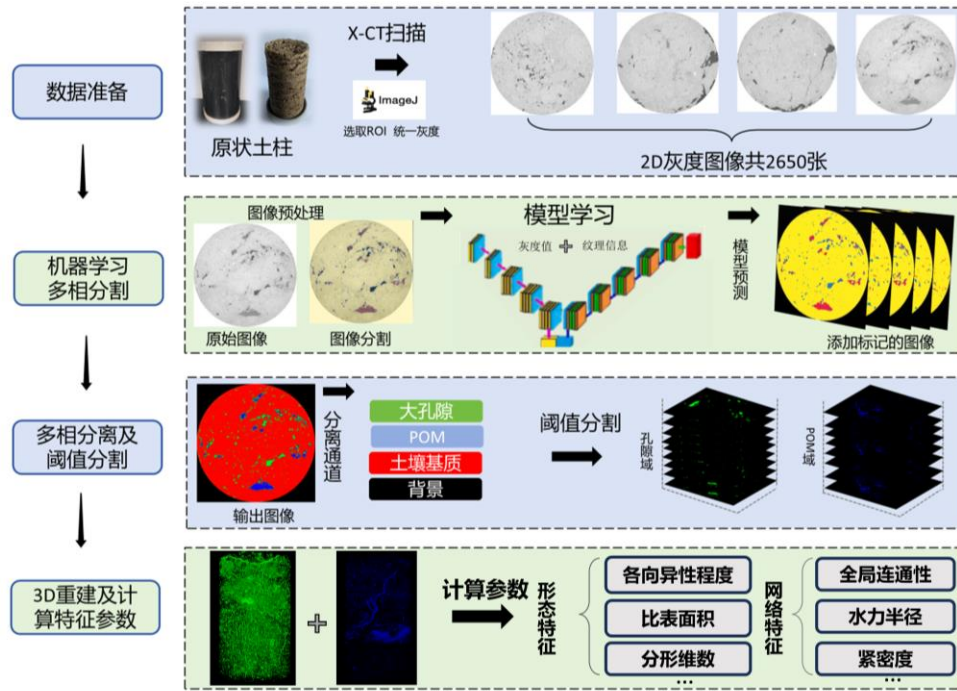 数据准备
X-CT扫描
ImageJ
选取ROI 统一灰度
原状土柱
2D灰度图像共2650张
机器学习
多相分割
图像预处理
原始图像
图像分割
模型学习
灰度值
纹理信息
模型预测
添加标记的图像
多相分离及
阈值分割
输出图像
分离通道
大孔隙
POM
土壤基质
背景
阈值分割
孔隙域
POM域
3D重建及计
算特征参数
+
计算参数
形态特征
各向异性程度
比表面积
分形维数
...
网络特征
全局连通性
水力半径
紧密度
...